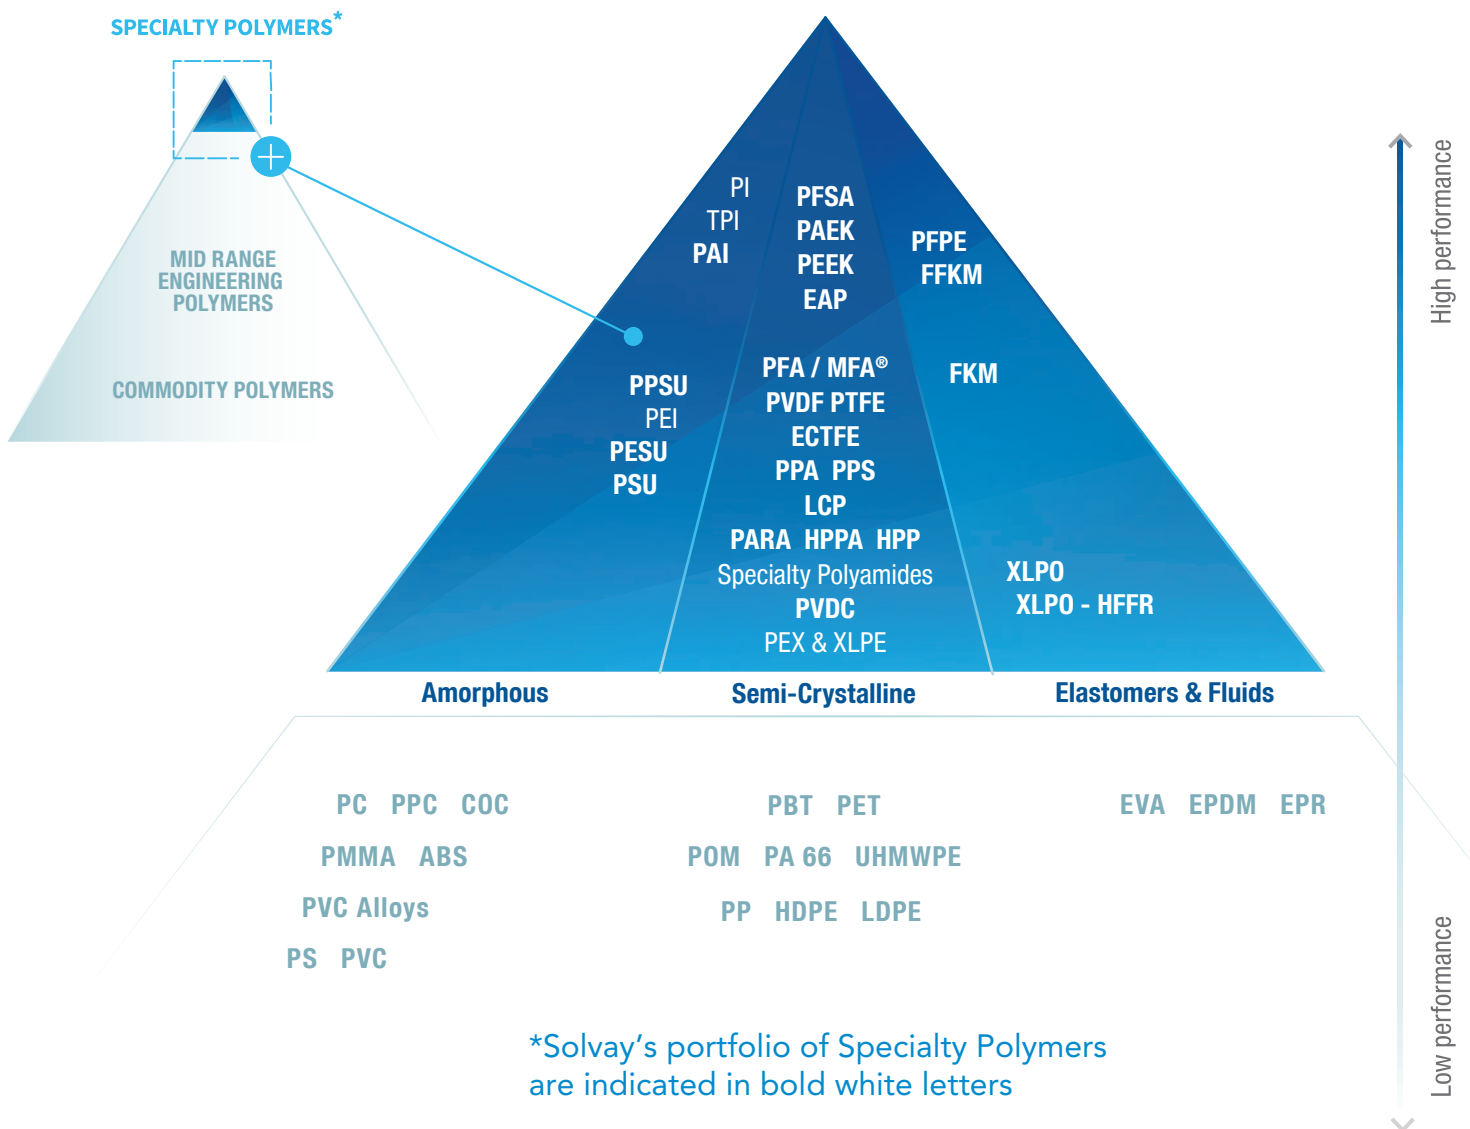 SPECIALTY POLYMERS*
MID RANGE
ENGINEERING
POLYMERS
COMMODITY POLYMERS
PI
TPI
PAI
PPSU
PEI
PESU
PSU
PFSA
PAEK
PEEK
EAP
PFA / MFA®
PVDF PTFE
ECTFE
PPA PPS
LCP
PARA HPPA HPP
Specialty Polyamides
PVDC
PEX & XLPE
PFPE
FFKM
FKM
XLPO
XLPO - HFFR
Amorphous
Semi-Crystalline
Elastomers & Fluids
PC PPC COC
PMMA ABS
PVC Alloys
PS PVC
PBT PET
POM PA 66 UHMWPE
PP HDPE LDPE
EVA EPDM EPR
High performance
Low performance
*Solvay's portfolio of Specialty Polymers
are indicated in bold white letters